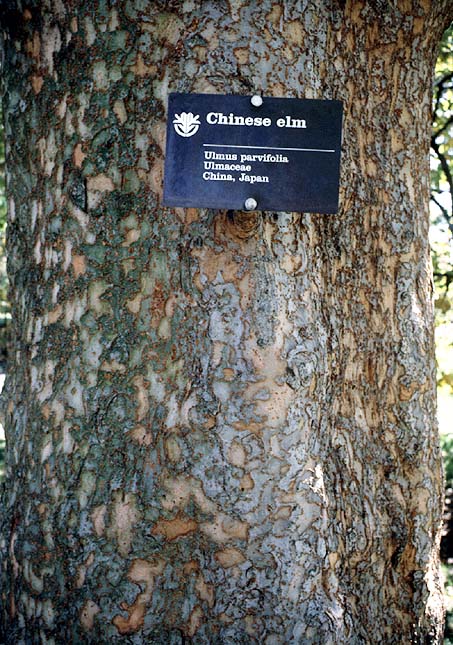 Chinese elm
Ulmus parvifolia
Ulmaceae
China, Japan